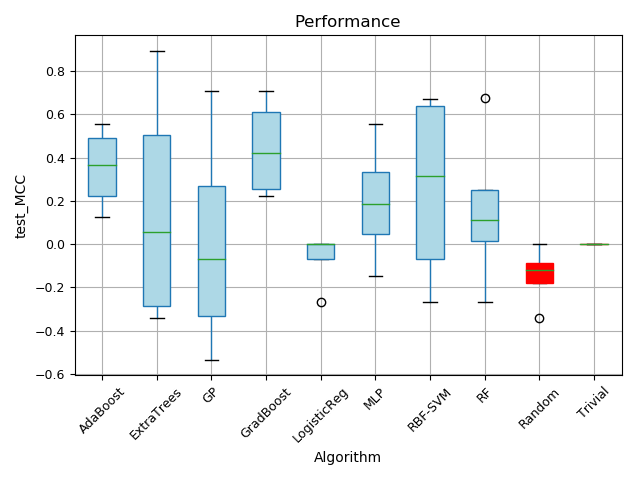 Performance
test_MCC
0.8
0.6
0.4
0.2
0.0
−0.2
−0.4
−0.6
AdaBoost
ExtraTrees
GP
GradBoost
LogisticReg
MLP
RBF-SVM
RF
Random
Trivial
Algorithm